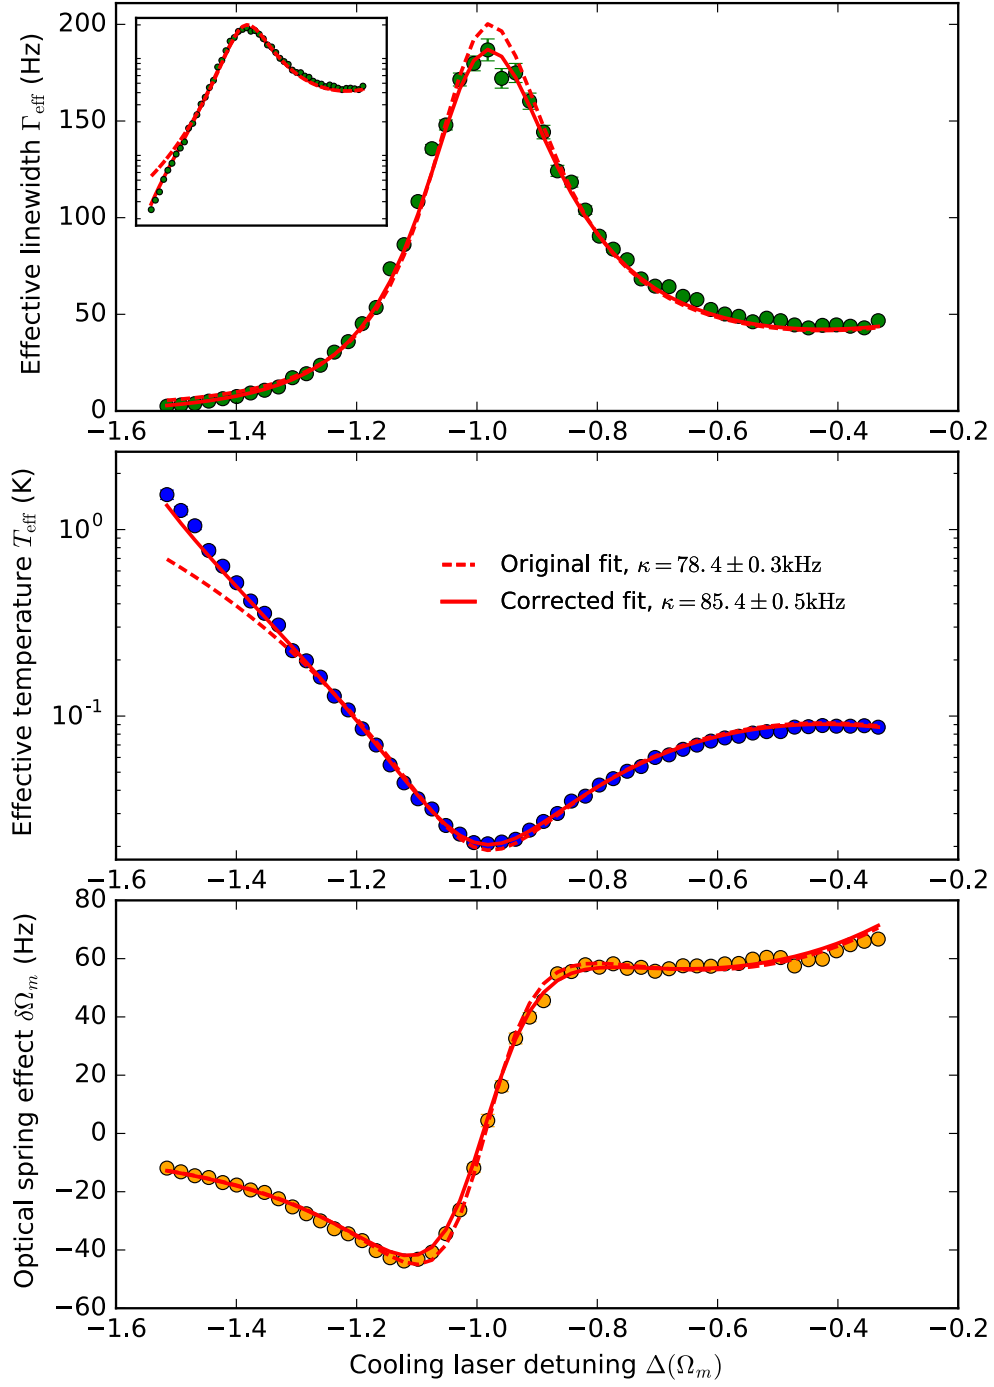 Effective linewidth Γeff (Hz)
200
150
100
50
0
−1.6 −1.4 −1.2 −1.0 −0.8 −0.6 −0.4 −0.2
Effective temperature Teff (K)
10⁰
10⁻¹
Original fit, κ = 78.4 ± 0.3kHz
Corrected fit, κ = 85.4 ± 0.5kHz
−1.6 −1.4 −1.2 −1.0 −0.8 −0.6 −0.4 −0.2
Optical spring effect δΩm (Hz)
80
60
40
20
0
−20
−40
−60
−1.6 −1.4 −1.2 −1.0 −0.8 −0.6 −0.4 −0.2
Cooling laser detuning Δ(Ωm)